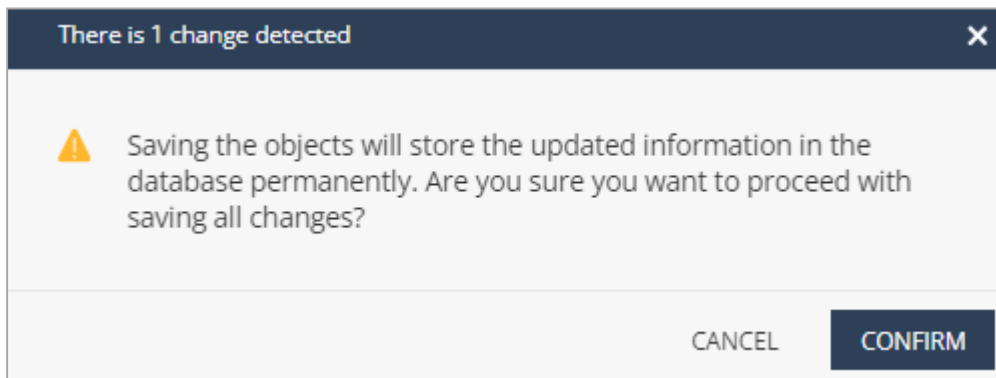 There is 1 change detected
Saving the objects will store the updated information in the
database permanently. Are you sure you want to proceed with
saving all changes?
CANCEL
CONFIRM